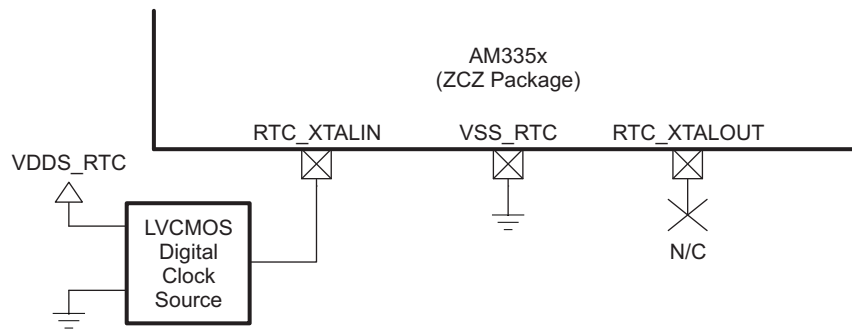 AM335x
(ZCZ Package)
RTC_XTALIN
VSS_RTC
RTC_XTALOUT
VDDS_RTC
LVCMOS
Digital
Clock
Source
N/C